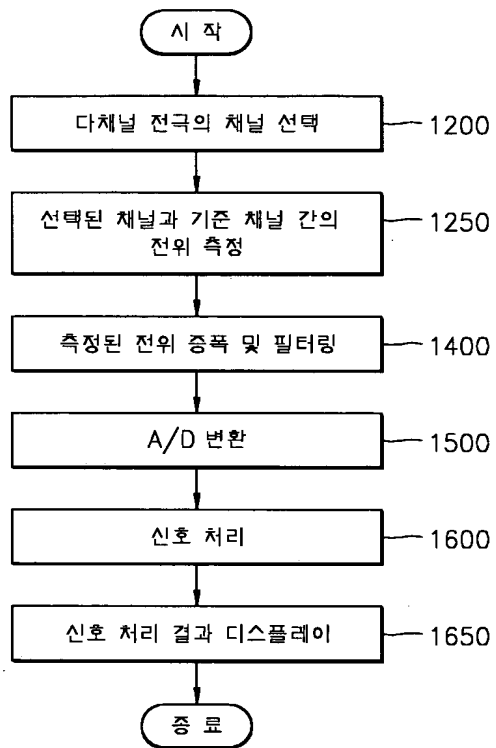 시 작
다채널 전극의 채널 선택
1200
선택된 채널과 기준 채널 간의
전위 측정
1250
측정된 전위 증폭 및 필터링
1400
A/D 변환
1500
신호 처리
1600
신호 처리 결과 디스플레이
1650
종 료